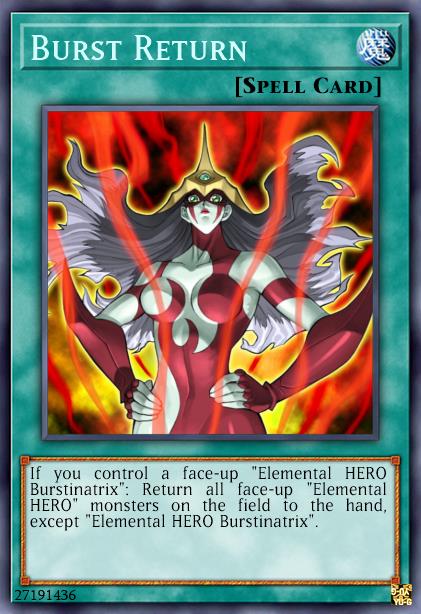 Burst Return
魔
[Spell Card]
If you control a face-up "Elemental HERO
Burstinatrix": Return all face-up "Elemental
HERO" monsters on the field to the hand,
except "Elemental HERO Burstinatrix".
27191436